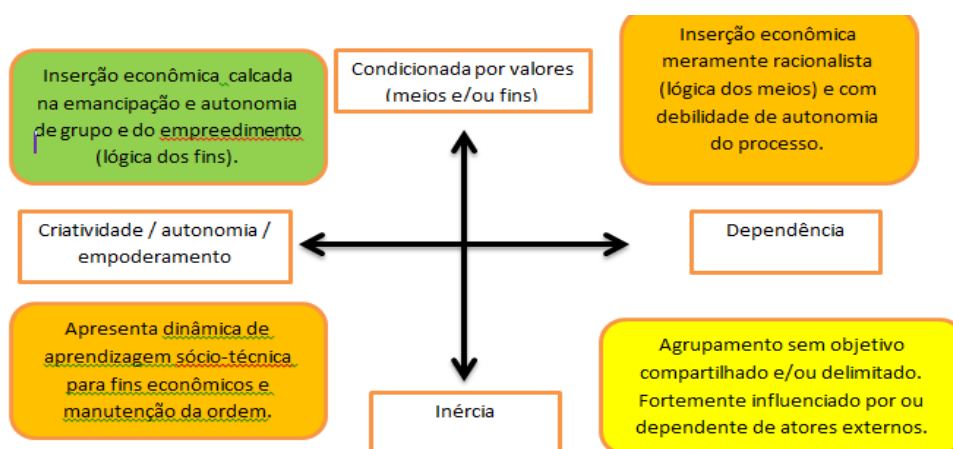 Inserção econômica calcada
na emancipação e autonomia
de grupo e do empreedimento
(lógica dos fins).
Condicionada por valores
(meios e/ou fins)
Inserção econômica
meramente racionalista
(lógica dos meios) e com
debilidade de autonomia
do processo.
Criatividade / autonomia /
empoderamento
Dependência
Apresenta dinâmica de
aprendizagem sócio-técnica
para fins econômicos e
manutenção da ordem.
Inércia
Agrupamento sem objetivo
compartilhado e/ou delimitado.
Fortemente influenciado por ou
dependente de atores externos.